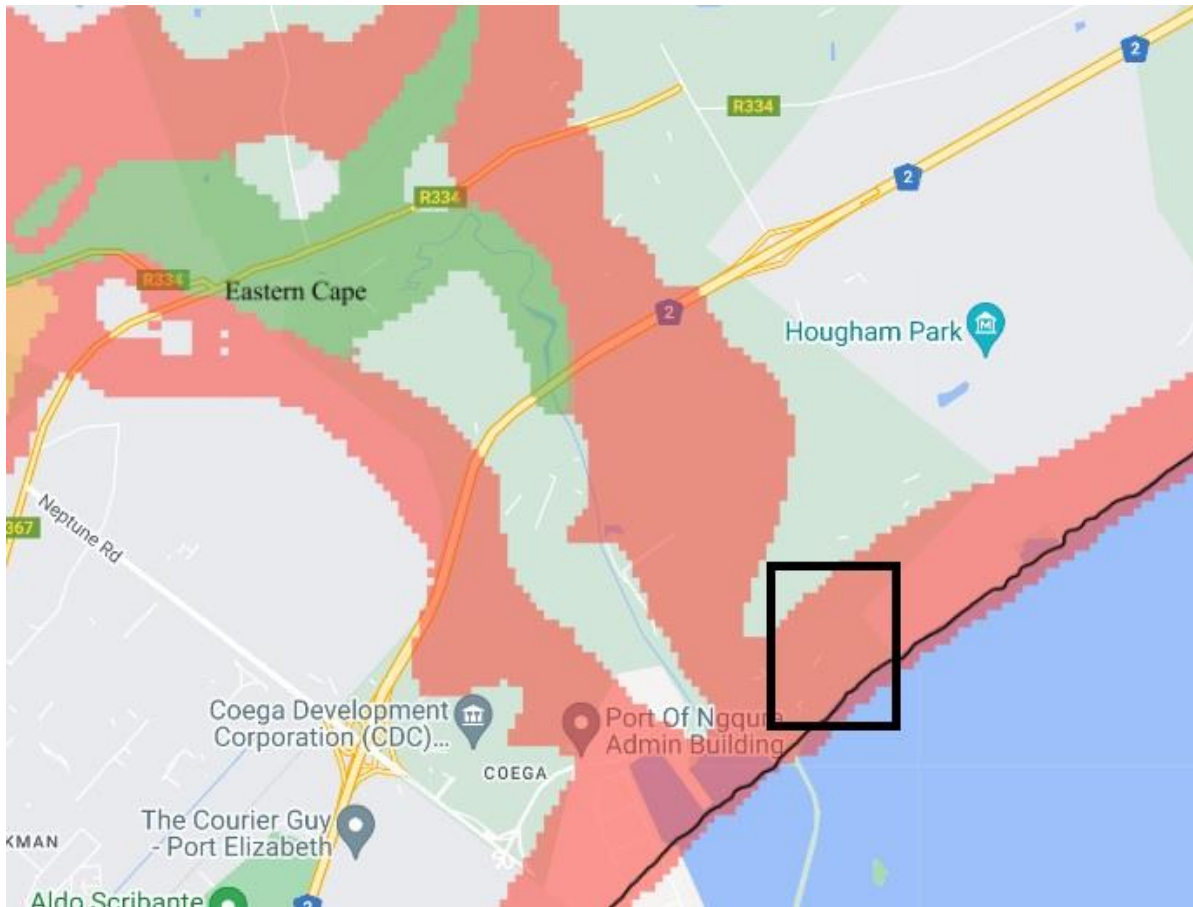 2
R334
2
R334
R334
Eastern Cape
2
Hougham Park
367
Neptune Rd
Coega Development
Corporation (CDC)...
Port Of Ngqura
Admin Building
COEGA
The Courier Guy
- Port Elizabeth
KMAN
Aldo Scribante
2